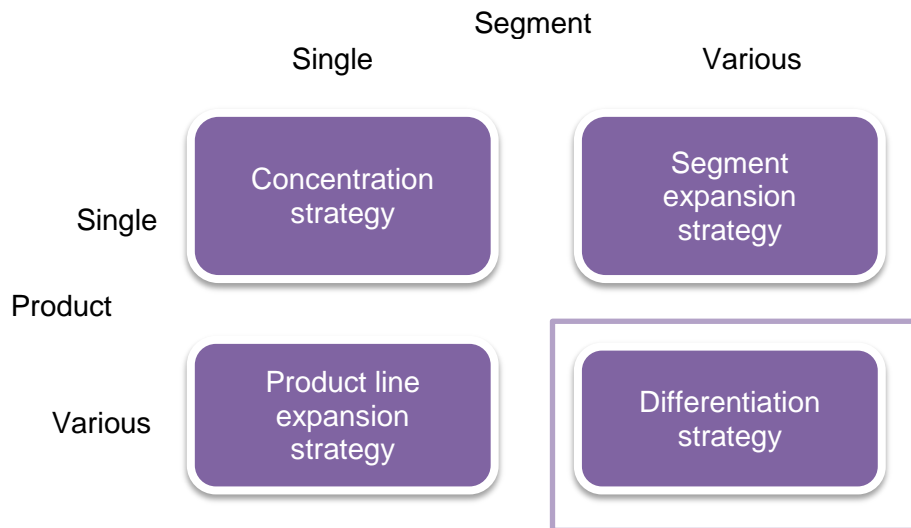 Segment
Single
Various
Concentration
strategy
Segment
expansion
strategy
Single
Product
Product line
expansion
strategy
Differentiation
strategy
Various